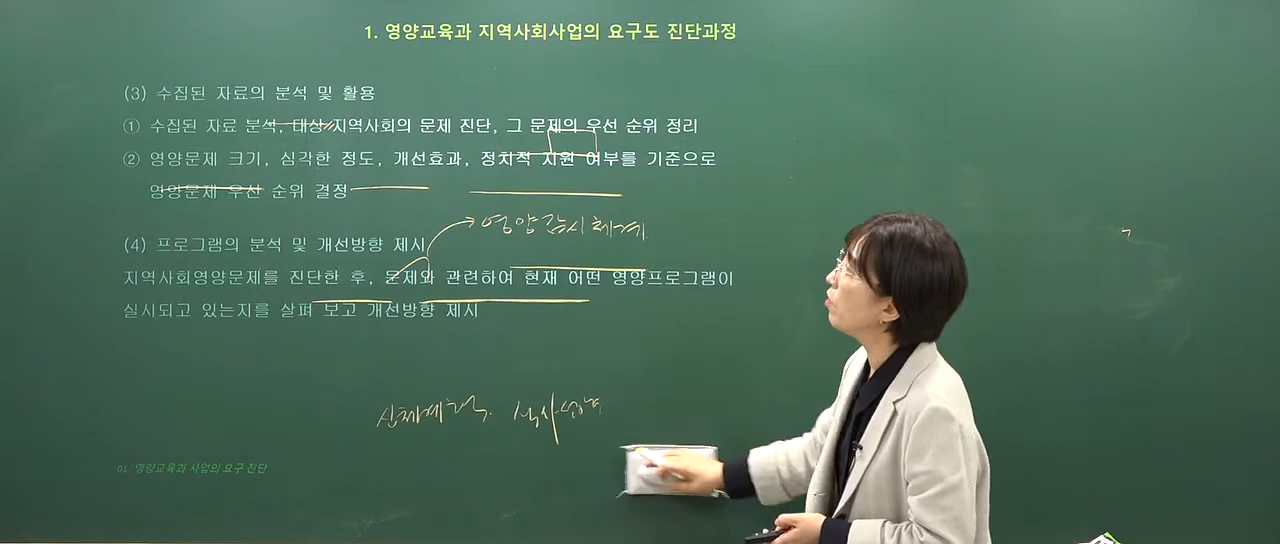 1. 영양교육과 지역사회사업의 요구도 진단과정
(3) 수집된 자료의 분석 및 활용
① 수집된 자료 분석, 대상 지역사회의 문제 진단, 그 문제의 우선 순위 정리
② 영양문제 크기, 심각한 정도, 개선효과, 정치적 지원 여부를 기준으로
영양문제 우선 순위 결정
영양감시체계
(4) 프로그램의 분석 및 개선방향 제시
지역사회영양문제를 진단한 후, 문제와 관련하여 현재 어떤 영양프로그램이
실시되고 있는지를 살펴 보고 개선방향 제시
신체계측. 식사섭취
01. 영양교육과 사업의 요구 진단